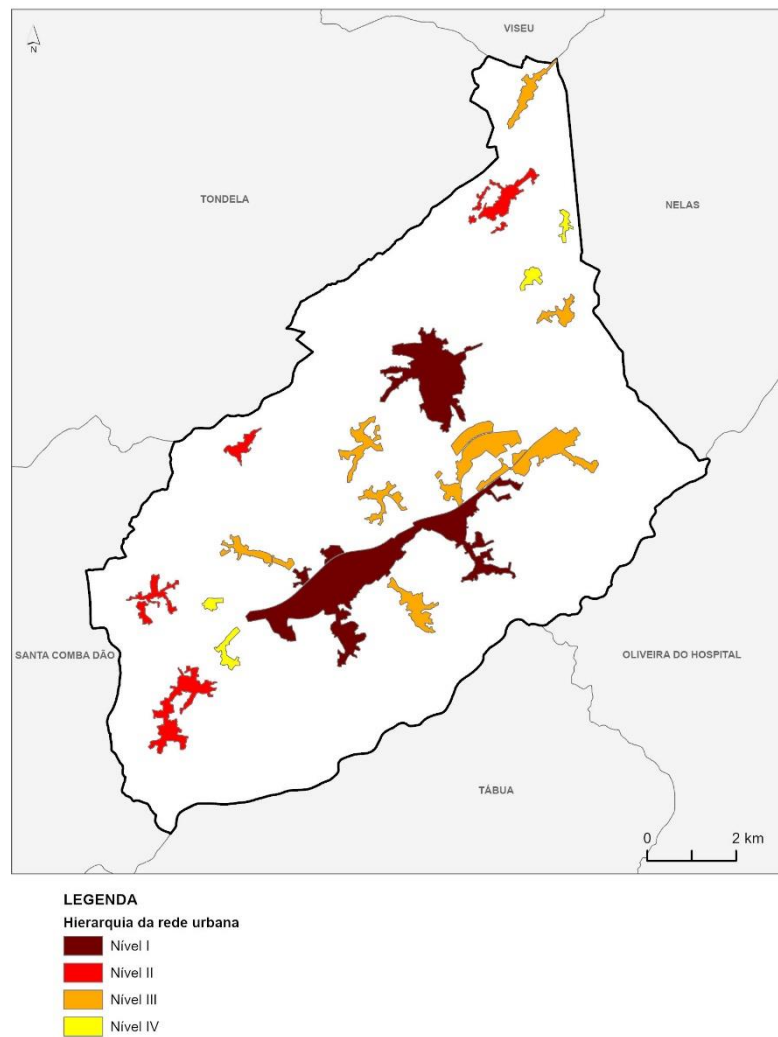 VISEU
N
TONDELA
NELAS
SANTA COMBA DÃO
OLIVEIRA DO HOSPITAL
TÁBUA
0 2 km
LEGENDA
Hierarquia da rede urbana
Nível I
Nível II
Nível III
Nível IV